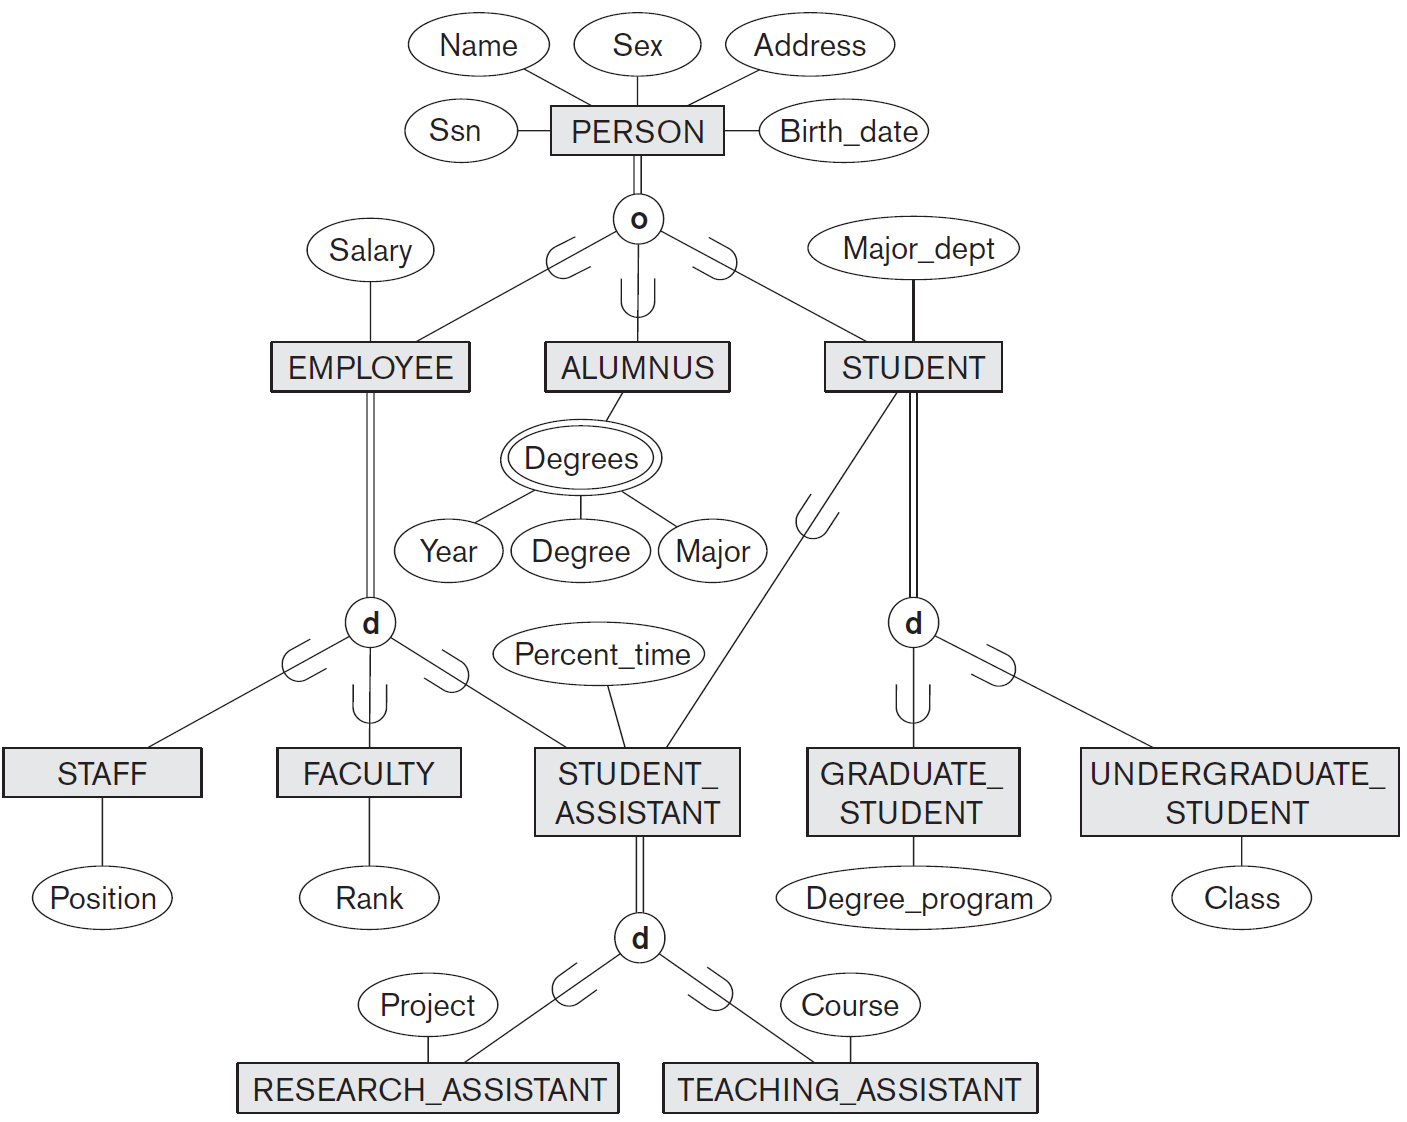 Name
Sex
Address
Ssn
PERSON
Birth_date
o
Salary
Major_dept
EMPLOYEE
ALUMNUS
STUDENT
Degrees
Year
Degree
Major
d
d
Percent_time
STAFF
FACULTY
STUDENT_
ASSISTANT
GRADUATE_
STUDENT
UNDERGRADUATE_
STUDENT
Position
Rank
Degree_program
Class
d
Project
Course
RESEARCH_ASSISTANT
TEACHING_ASSISTANT